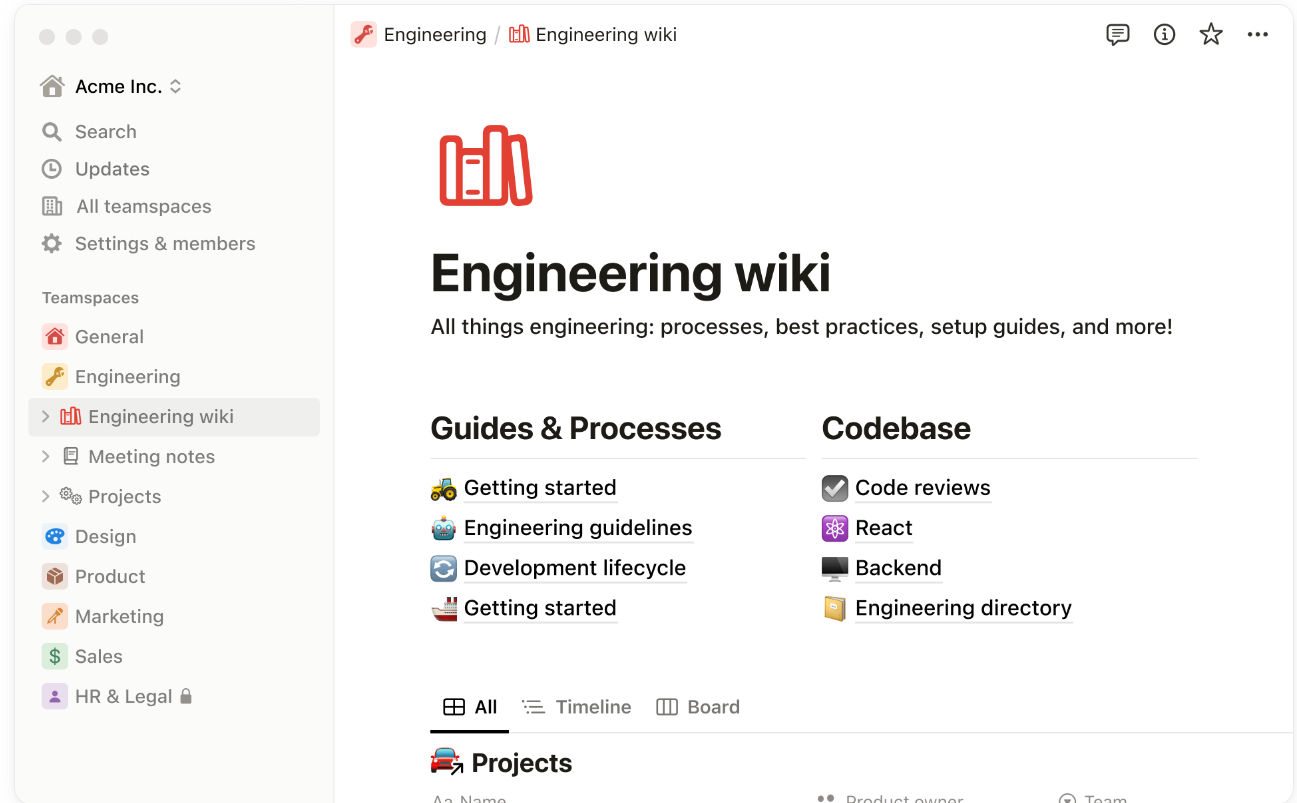 Acme Inc.
Search
Updates
All teamspaces
Settings & members
Teamspaces
General
Engineering
Engineering wiki
Meeting notes
Projects
Design
Product
Marketing
$ Sales
HR & Legal
Engineering / Engineering wiki
Engineering wiki
All things engineering: processes, best practices, setup guides, and more!
Guides & Processes
Getting started
Engineering guidelines
Development lifecycle
Getting started
Codebase
Code reviews
React
Backend
Engineering directory
All Timeline Board
Projects
Aa Name Product owner Team